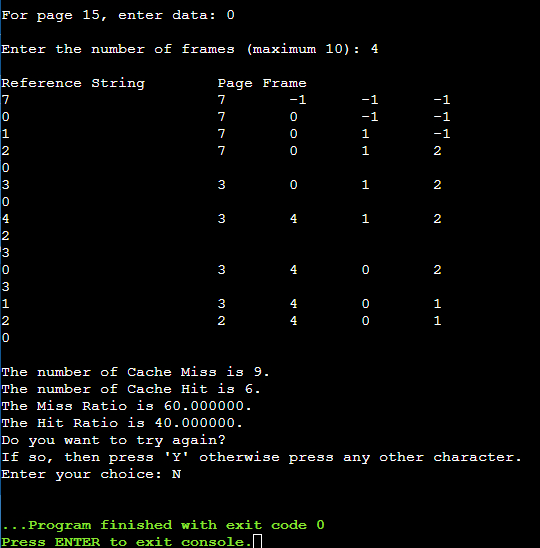 For page 15, enter data: 0
Enter the number of frames (maximum 10): 4
Reference String Page Frame
7 7 -1 -1 -1
0 7 0 -1 -1
1 7 0 1 -1
2 7 0 1 2
0
3 3 0 1 2
0
4 3 4 1 2
2
3
0 3 4 0 2
3
1 3 4 0 1
2 2 4 0 1
0
The number of Cache Miss is 9.
The number of Cache Hit is 6.
The Miss Ratio is 60.000000.
The Hit Ratio is 40.000000.
Do you want to try again?
If so, then press 'Y' otherwise press any other character.
Enter your choice: N
...Program finished with exit code 0
Press ENTER to exit console.